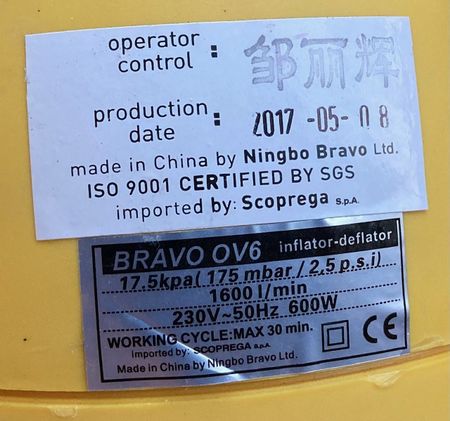 operator
control : 邹丽辉
production
date : 2017 -05- 08
made in China by Ningbo Bravo Ltd.
ISO 9001 CERTIFIED BY SGS
imported by: Scoprega S.p.A.
BRAVO OV6 inflator-deflator
17.5kpa( 175 mbar / 2,5 p.s.i)
1600 l/min
230V~50Hz 600W
WORKING CYCLE:MAX 30 min.
Imported by: SCOPREGA s.p.A.
Made in China by Ningbo Bravo Ltd.
CE